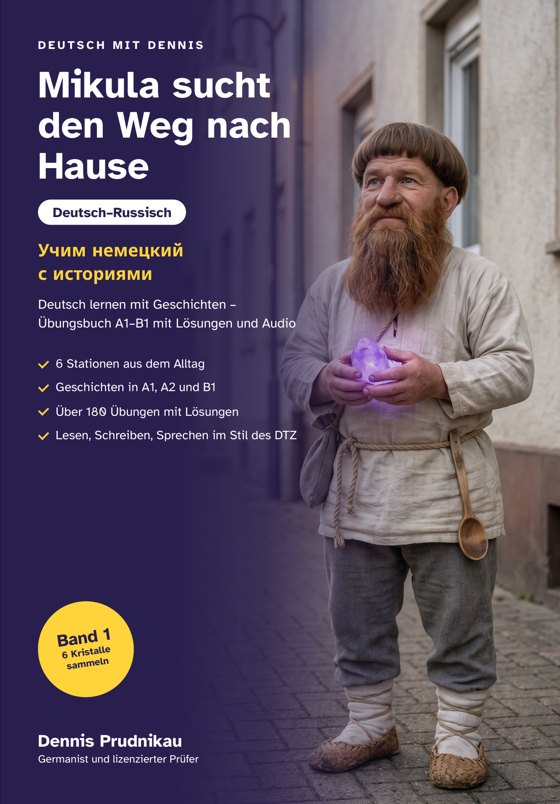 DEUTSCH MIT DENNIS
Mikula sucht
den Weg nach
Hause
Deutsch–Russisch
Учим немецкий
с историями
Deutsch lernen mit Geschichten –
Übungsbuch A1–B1 mit Lösungen und Audio
6 Stationen aus dem Alltag
Geschichten in A1, A2 und B1
Über 180 Übungen mit Lösungen
Lesen, Schreiben, Sprechen im Stil des DTZ
Band 1
6 Kristalle
sammeln
Dennis Prudnikau
Germanist und lizenzierter Prüfer